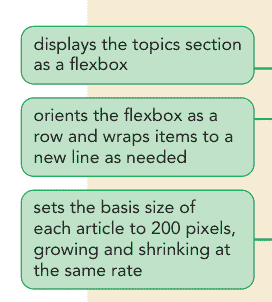 displays the topics section
as a flexbox
orients the flexbox as a
row and wraps items to a
new line as needed
sets the basis size of
each article to 200 pixels,
growing and shrinking at
the same rate